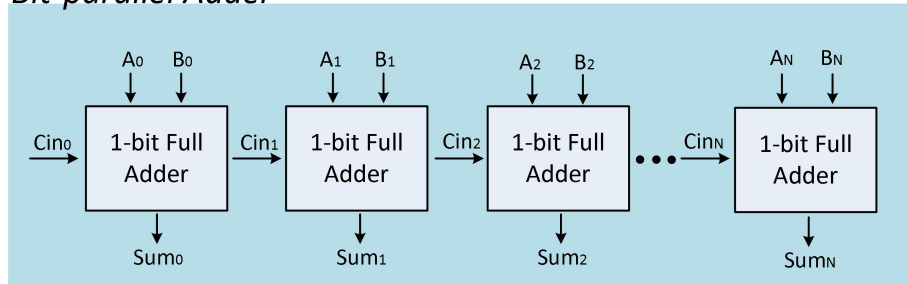 Bit-parallel Adder
A0 B0 A1 B1 A2 B2 AN BN
Cin0 1-bit Full Adder Cin1 1-bit Full Adder Cin2 1-bit Full Adder ••• CinN 1-bit Full Adder
Sum0 Sum1 Sum2 SumN